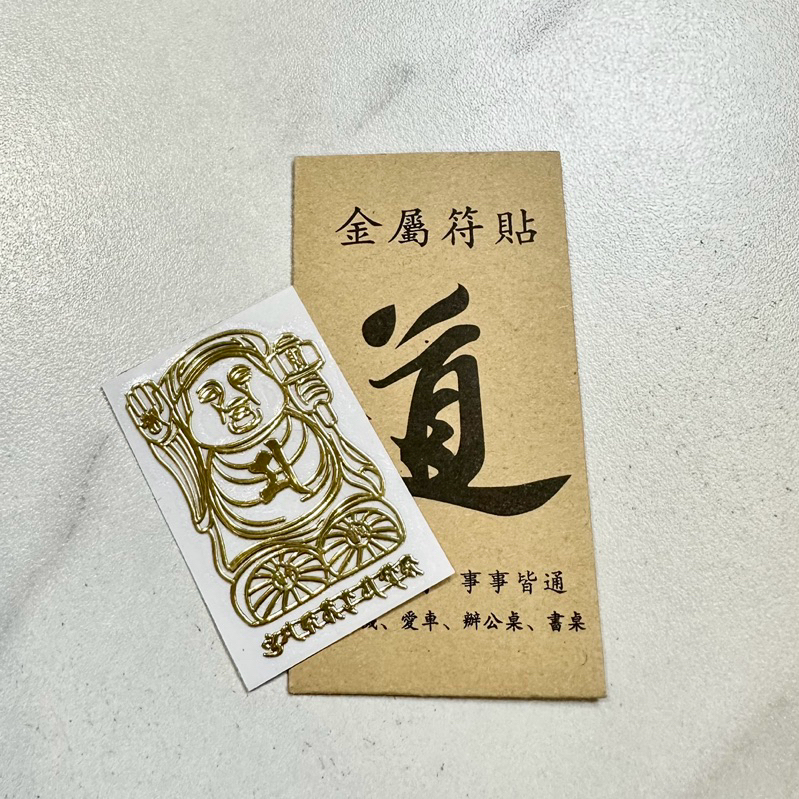 金屬符貼
道
事事皆通
、愛車、辦公桌、書桌